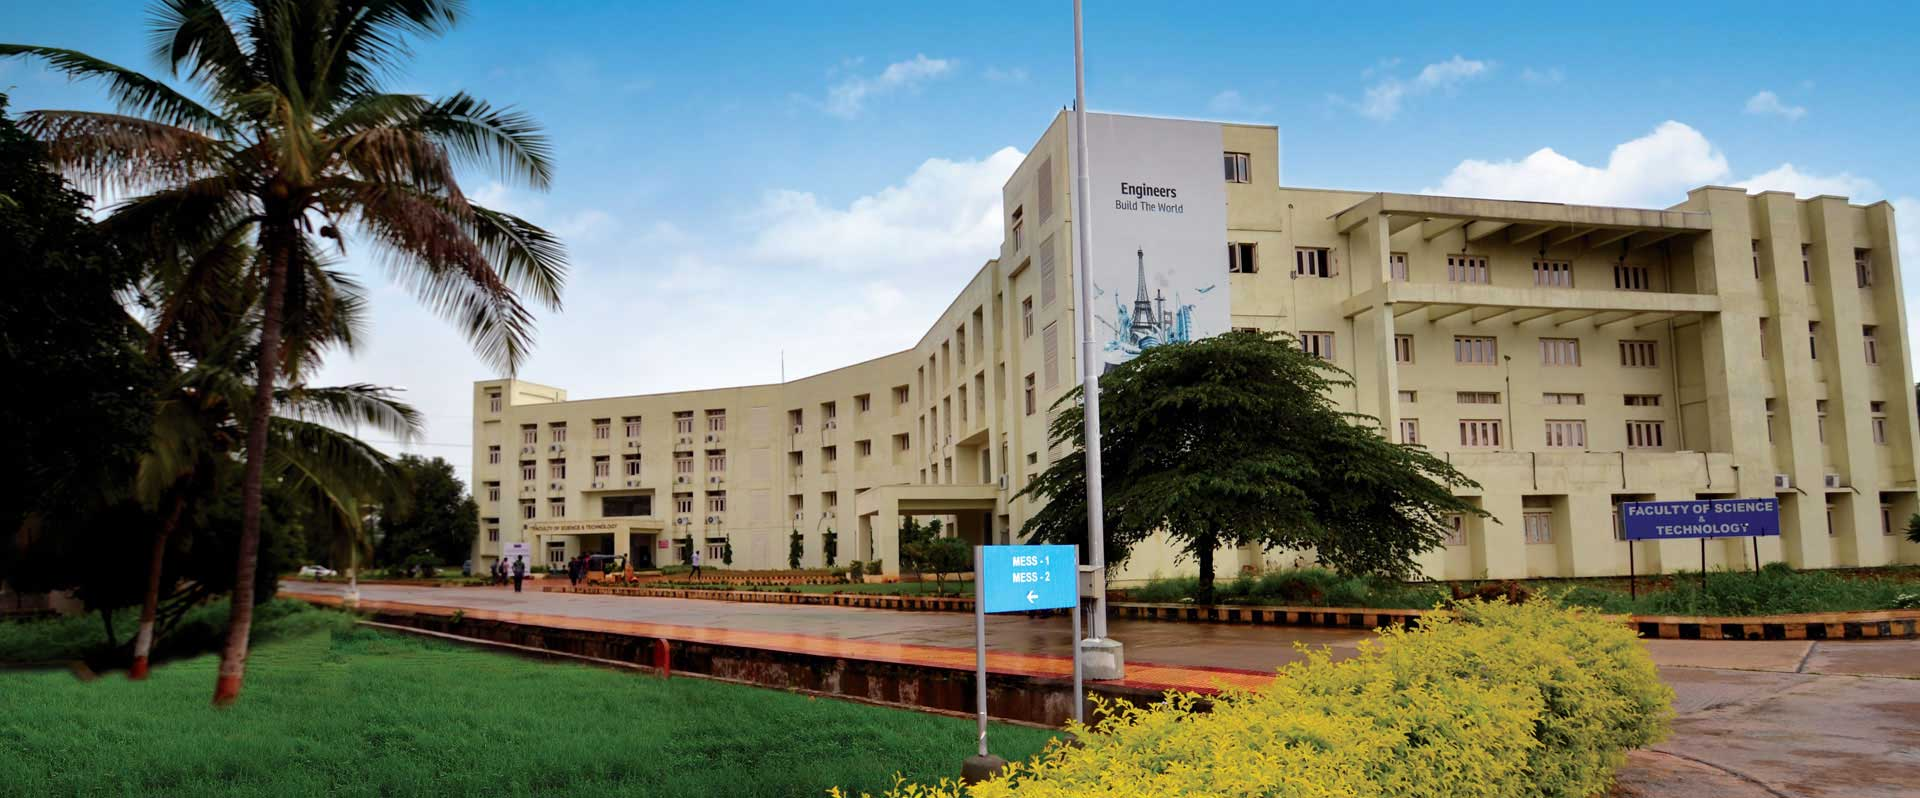 Engineers
Build The World
FACULTY OF SCIENCE & TECHNOLOGY
MESS - 1
MESS - 2
FACULTY OF SCIENCE
&
TECHNOLOGY